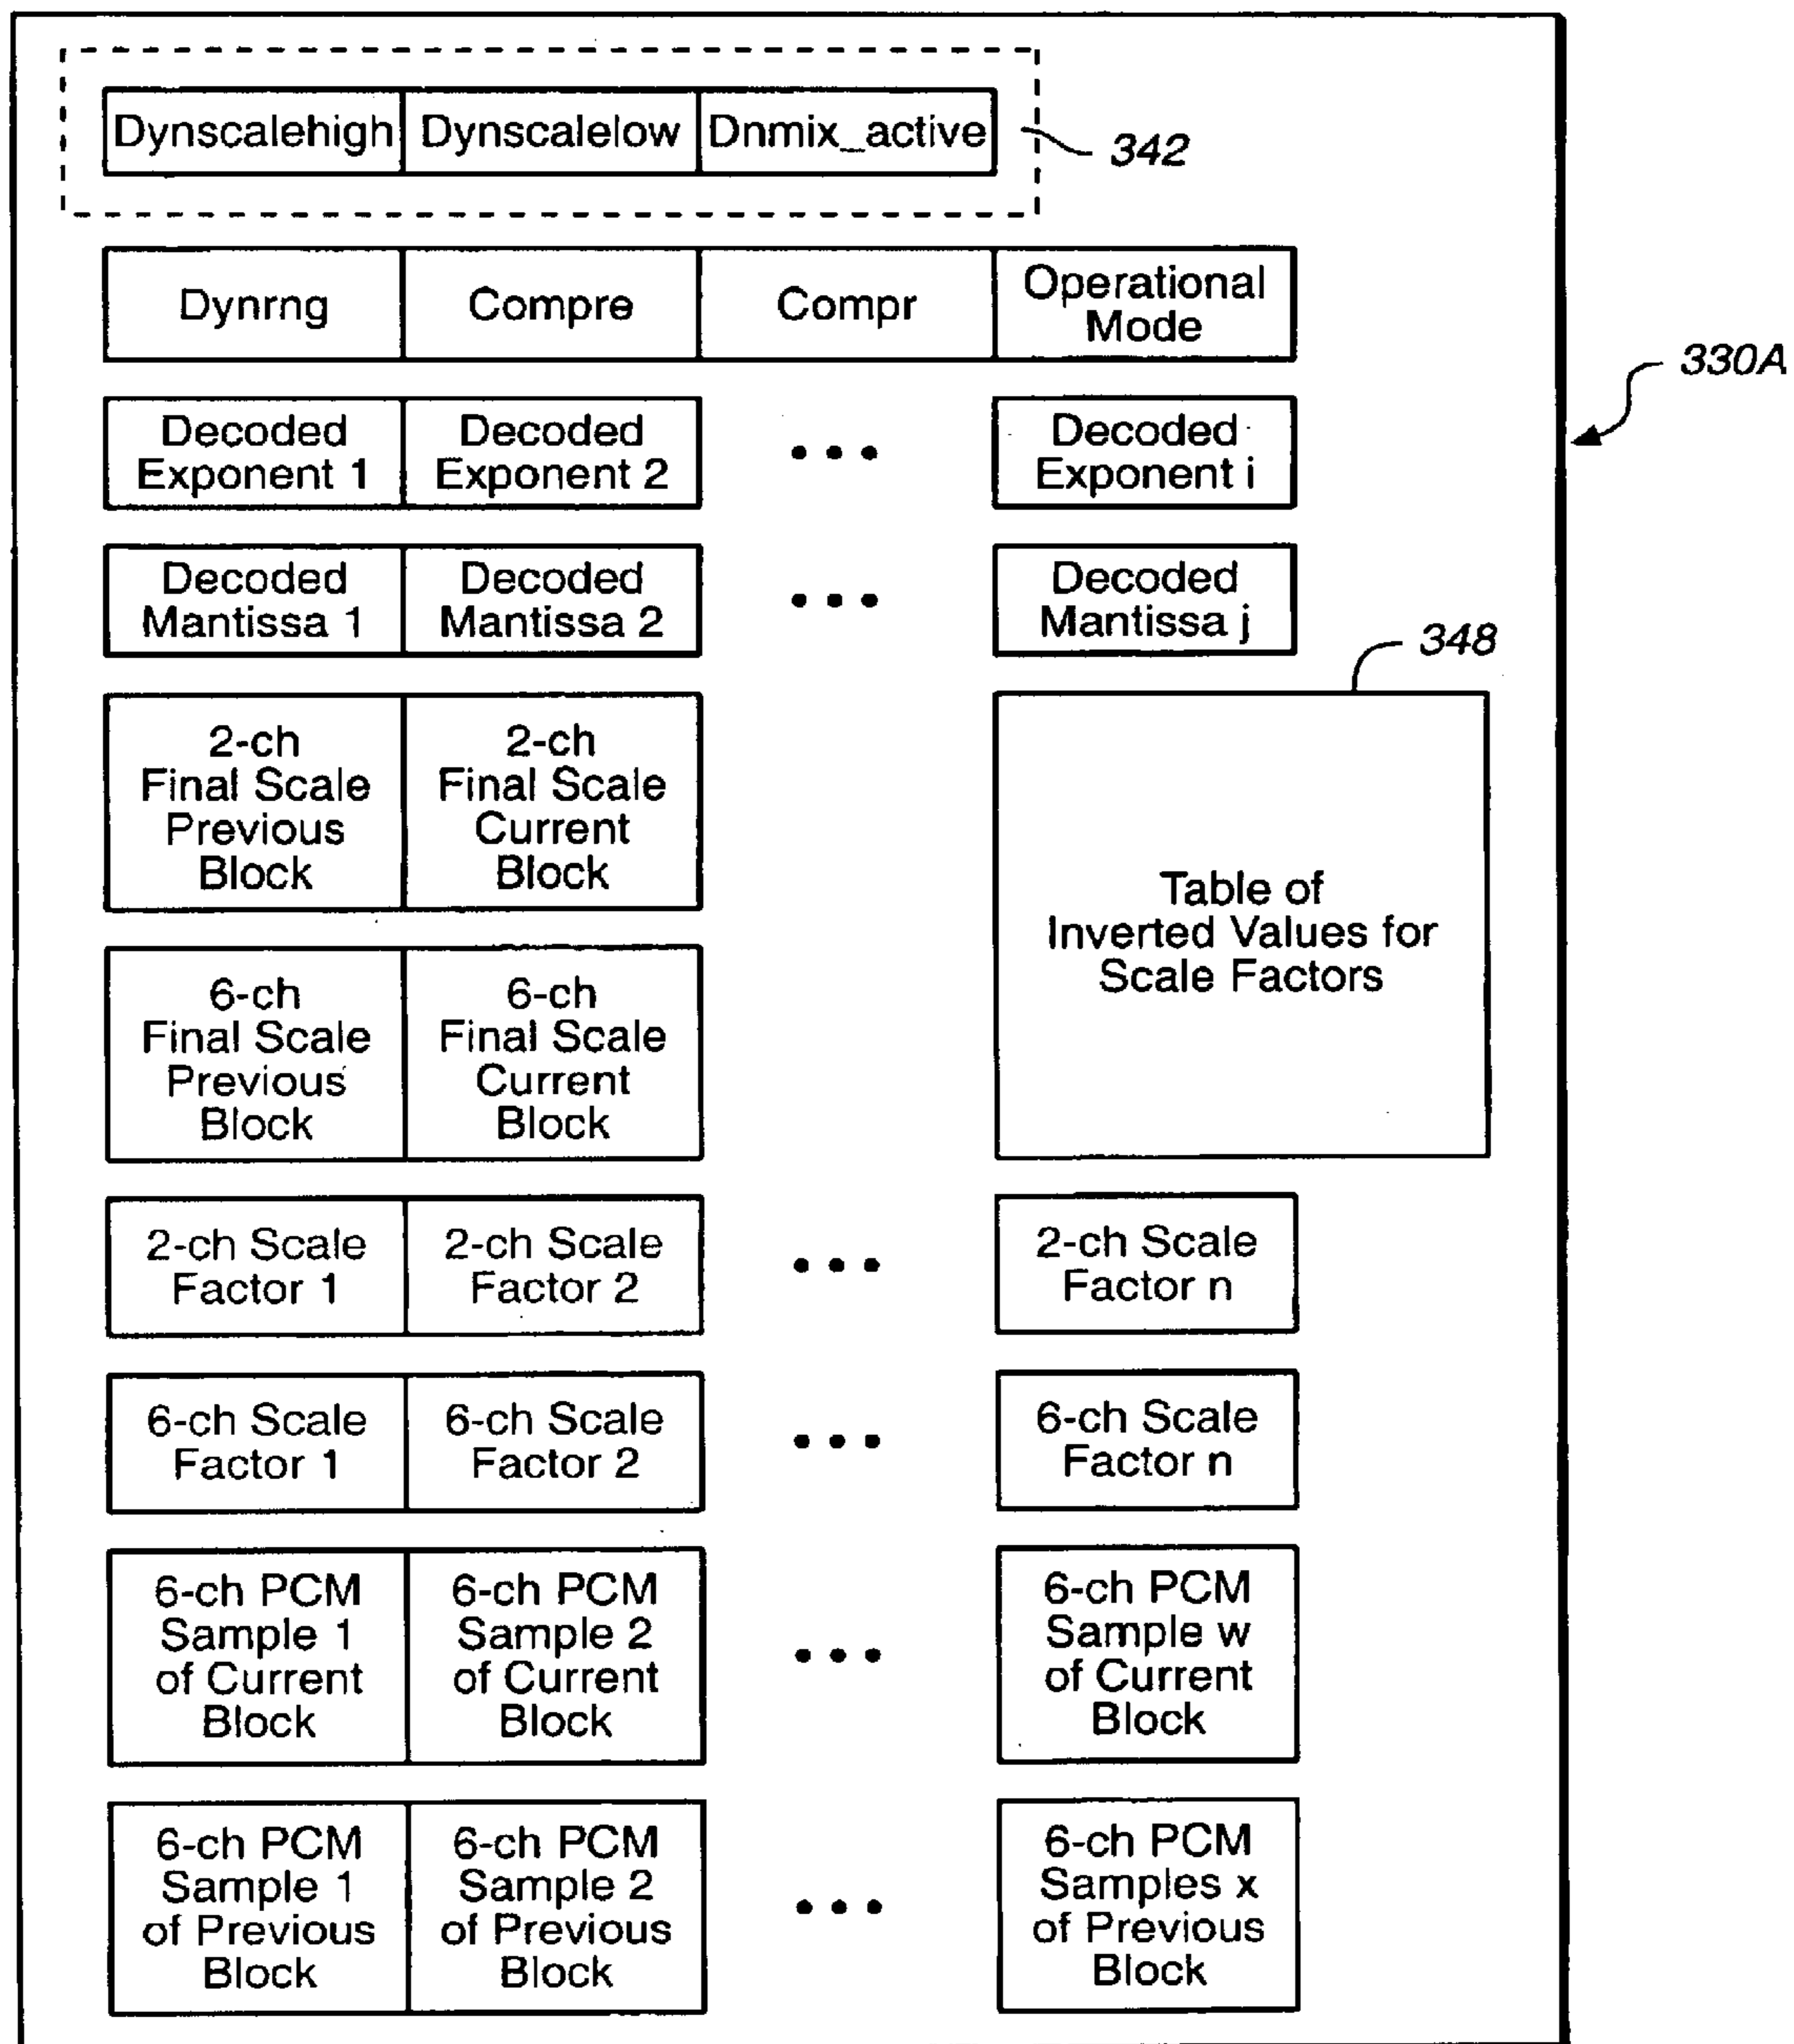 Dynscalehigh Dynscalelow Dnmix_active
342
Dynrng Compre Compr Operational
Mode
330A
Decoded
Exponent 1
Decoded
Exponent 2
• • •
Decoded
Exponent i
Decoded
Mantissa 1
Decoded
Mantissa 2
• • •
Decoded
Mantissa j
348
2-ch
Final Scale
Previous
Block
2-ch
Final Scale
Current
Block
Table of
Inverted Values for
Scale Factors
6-ch
Final Scale
Previous
Block
6-ch
Final Scale
Current
Block
2-ch Scale
Factor 1
2-ch Scale
Factor 2
• • •
2-ch Scale
Factor n
6-ch Scale
Factor 1
6-ch Scale
Factor 2
• • •
6-ch Scale
Factor n
6-ch PCM
Sample 1
of Current
Block
6-ch PCM
Sample 2
of Current
Block
• • •
6-ch PCM
Sample w
of Current
Block
6-ch PCM
Sample 1
of Previous
Block
6-ch PCM
Sample 2
of Previous
Block
• • •
6-ch PCM
Samples x
of Previous
Block